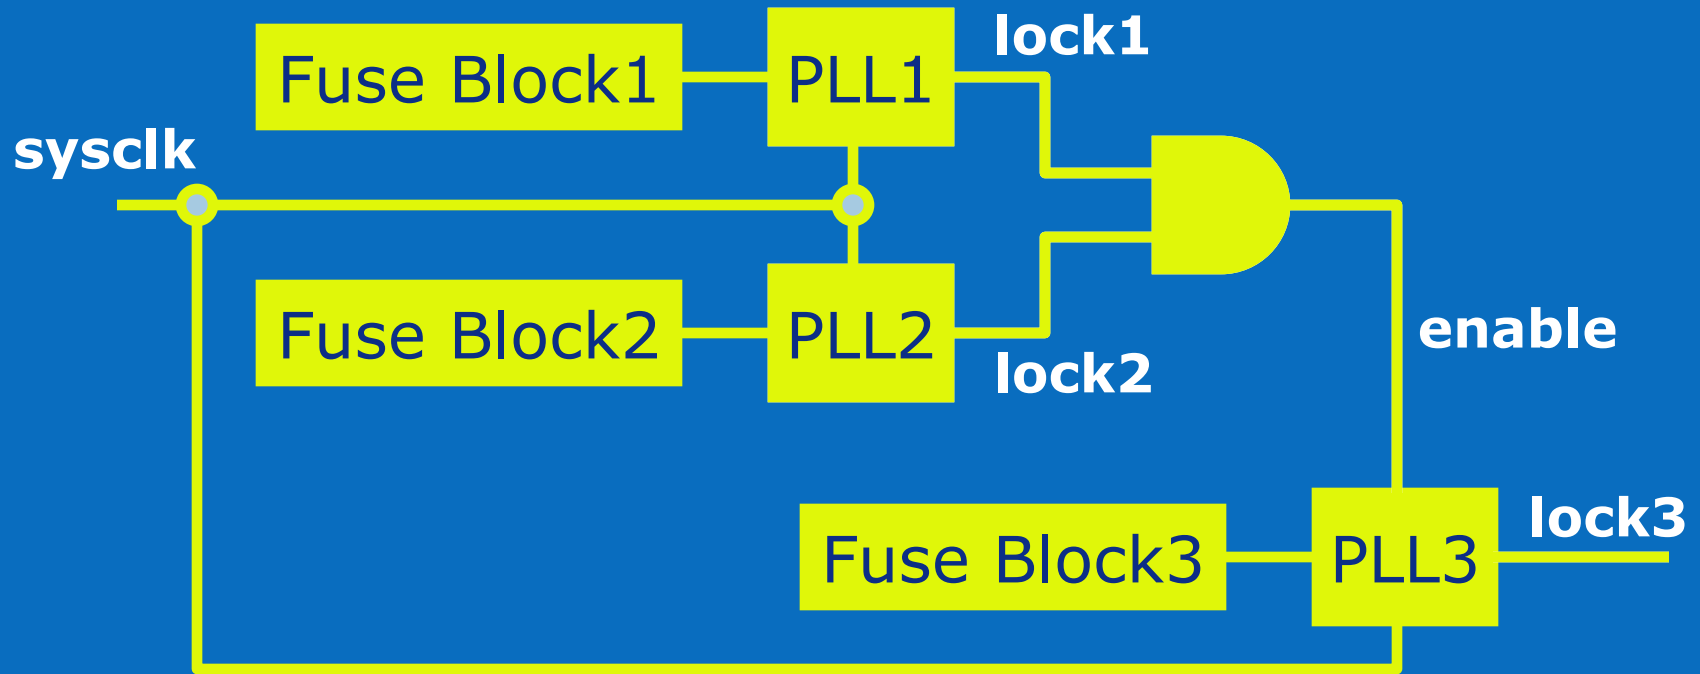 lock1
Fuse Block1
PLL1
sysclk
Fuse Block2
PLL2
enable
lock2
lock3
Fuse Block3
PLL3